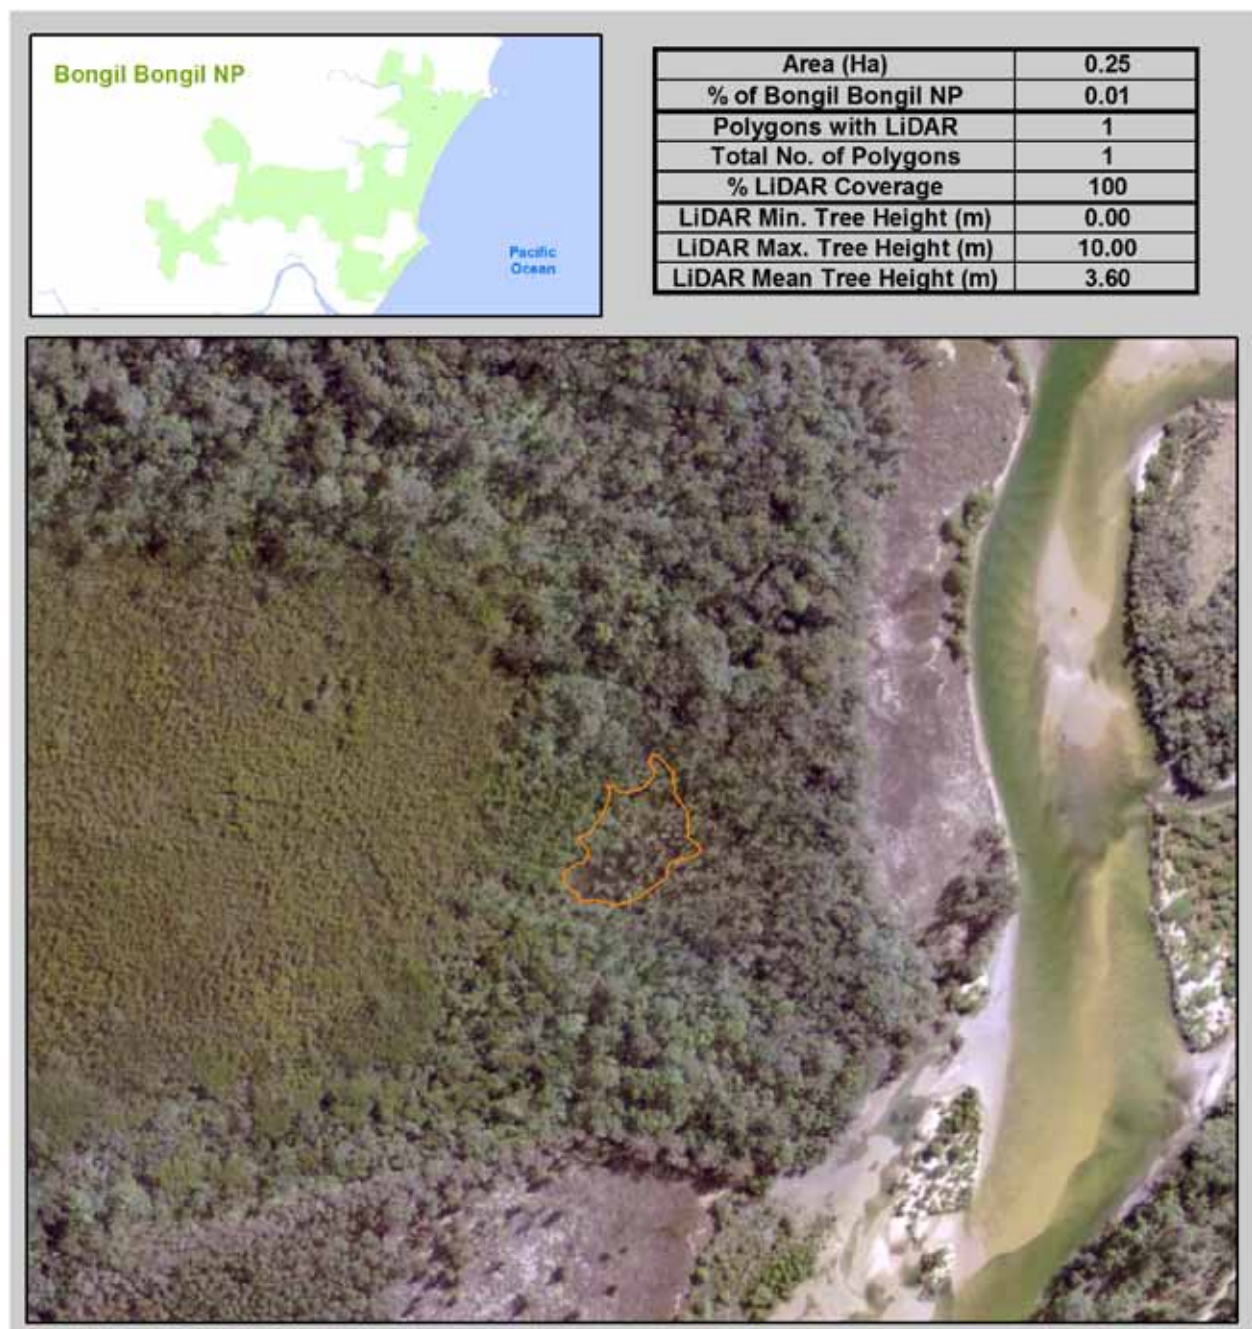 Bongil Bongil NP
Pacific
Ocean
Area (Ha) 0.25
% of Bongil Bongil NP 0.01
Polygons with LiDAR 1
Total No. of Polygons 1
% LiDAR Coverage 100
LiDAR Min. Tree Height (m) 0.00
LiDAR Max. Tree Height (m) 10.00
LiDAR Mean Tree Height (m) 3.60